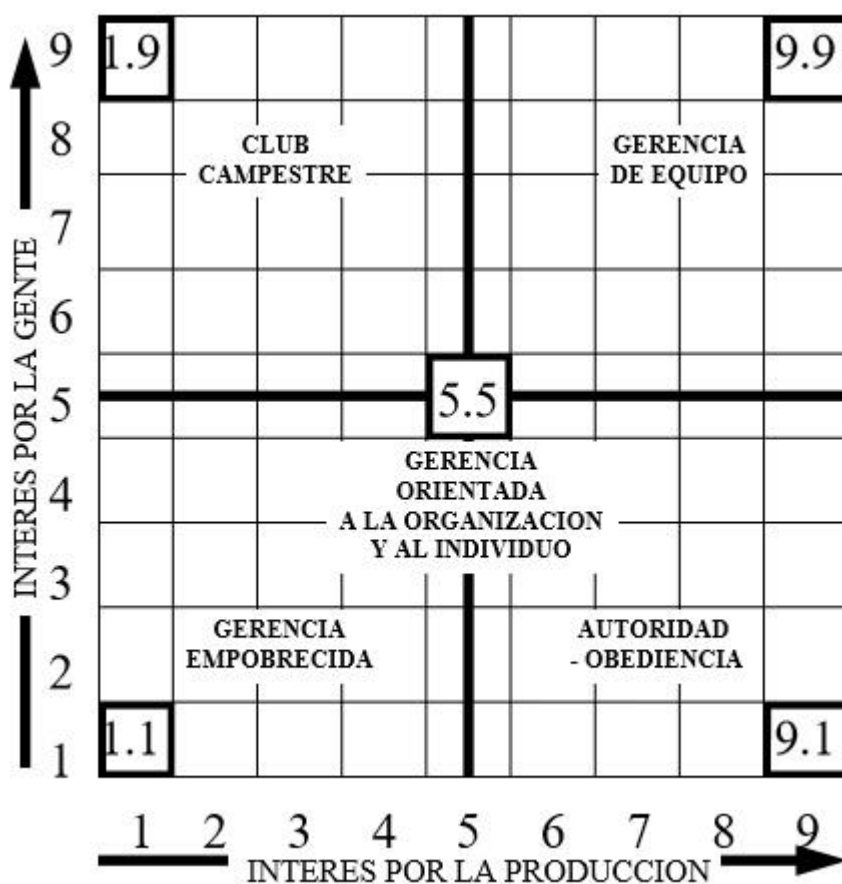 9
1.9
9.9
8
CLUB
CAMPESTRE
GERENCIA
DE EQUIPO
7
6
5
5.5
INTERES POR LA GENTE
4
GERENCIA
ORIENTADA
A LA ORGANIZACION
Y AL INDIVIDUO
3
GERENCIA
EMPOBRECIDA
AUTORIDAD
- OBEDIENCIA
2
1
1.1
9.1
1 2 3 4 5 6 7 8 9
INTERES POR LA PRODUCCION